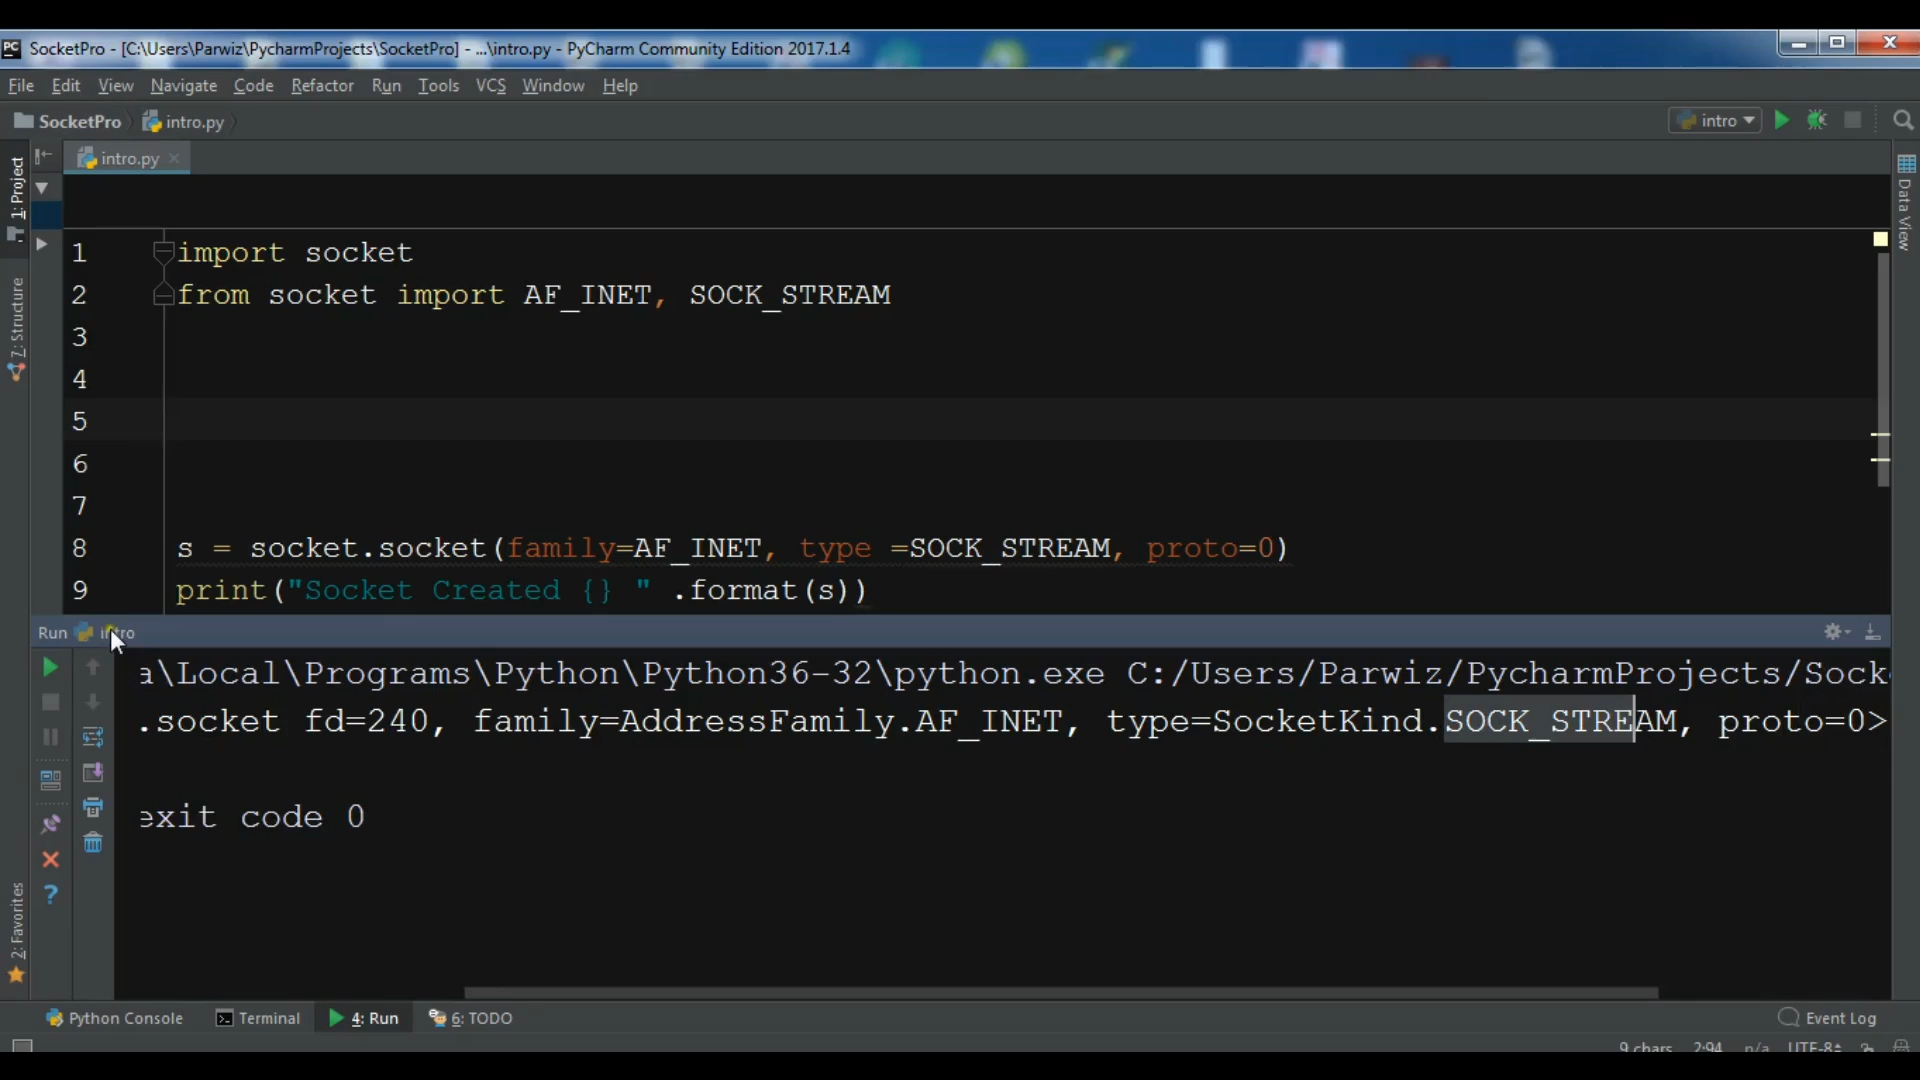 PC SocketPro - [C:\Users\Parwiz\PycharmProjects\SocketPro] - ...\intro.py - PyCharm Community Edition 2017.1.4
File Edit View Navigate Code Refactor Run Tools VCS Window Help
SocketPro intro.py intro
1: Project
intro.py
Data View
1 import socket
2 from socket import AF_INET, SOCK_STREAM
3
4
5
6
7
8 s = socket.socket(family=AF_INET, type =SOCK_STREAM, proto=0)
9 print("Socket Created {} " .format(s))
7: Structure
Run intro
a\Local\Programs\Python\Python36-32\python.exe C:/Users/Parwiz/PycharmProjects/Sock
.socket fd=240, family=AddressFamily.AF_INET, type=SocketKind.SOCK_STREAM, proto=0>
exit code 0
?
2: Favorites
Python Console Terminal 4: Run 6: TODO Event Log
9 chars 2:94 n/a UTF-8